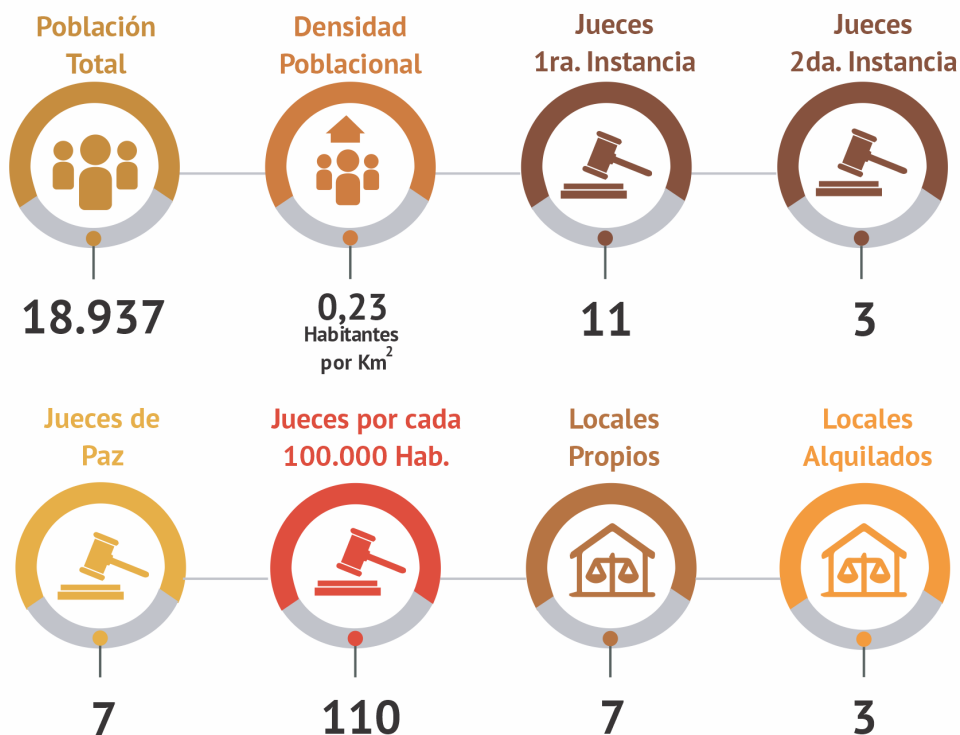 Población
Total
18.937
Densidad
Poblacional
0,23
Habitantes
por Km2
Jueces
1ra. Instancia
11
Jueces
2da. Instancia
3
Jueces de
Paz
7
Jueces por cada
100.000 Hab.
110
Locales
Propios
7
Locales
Alquilados
3